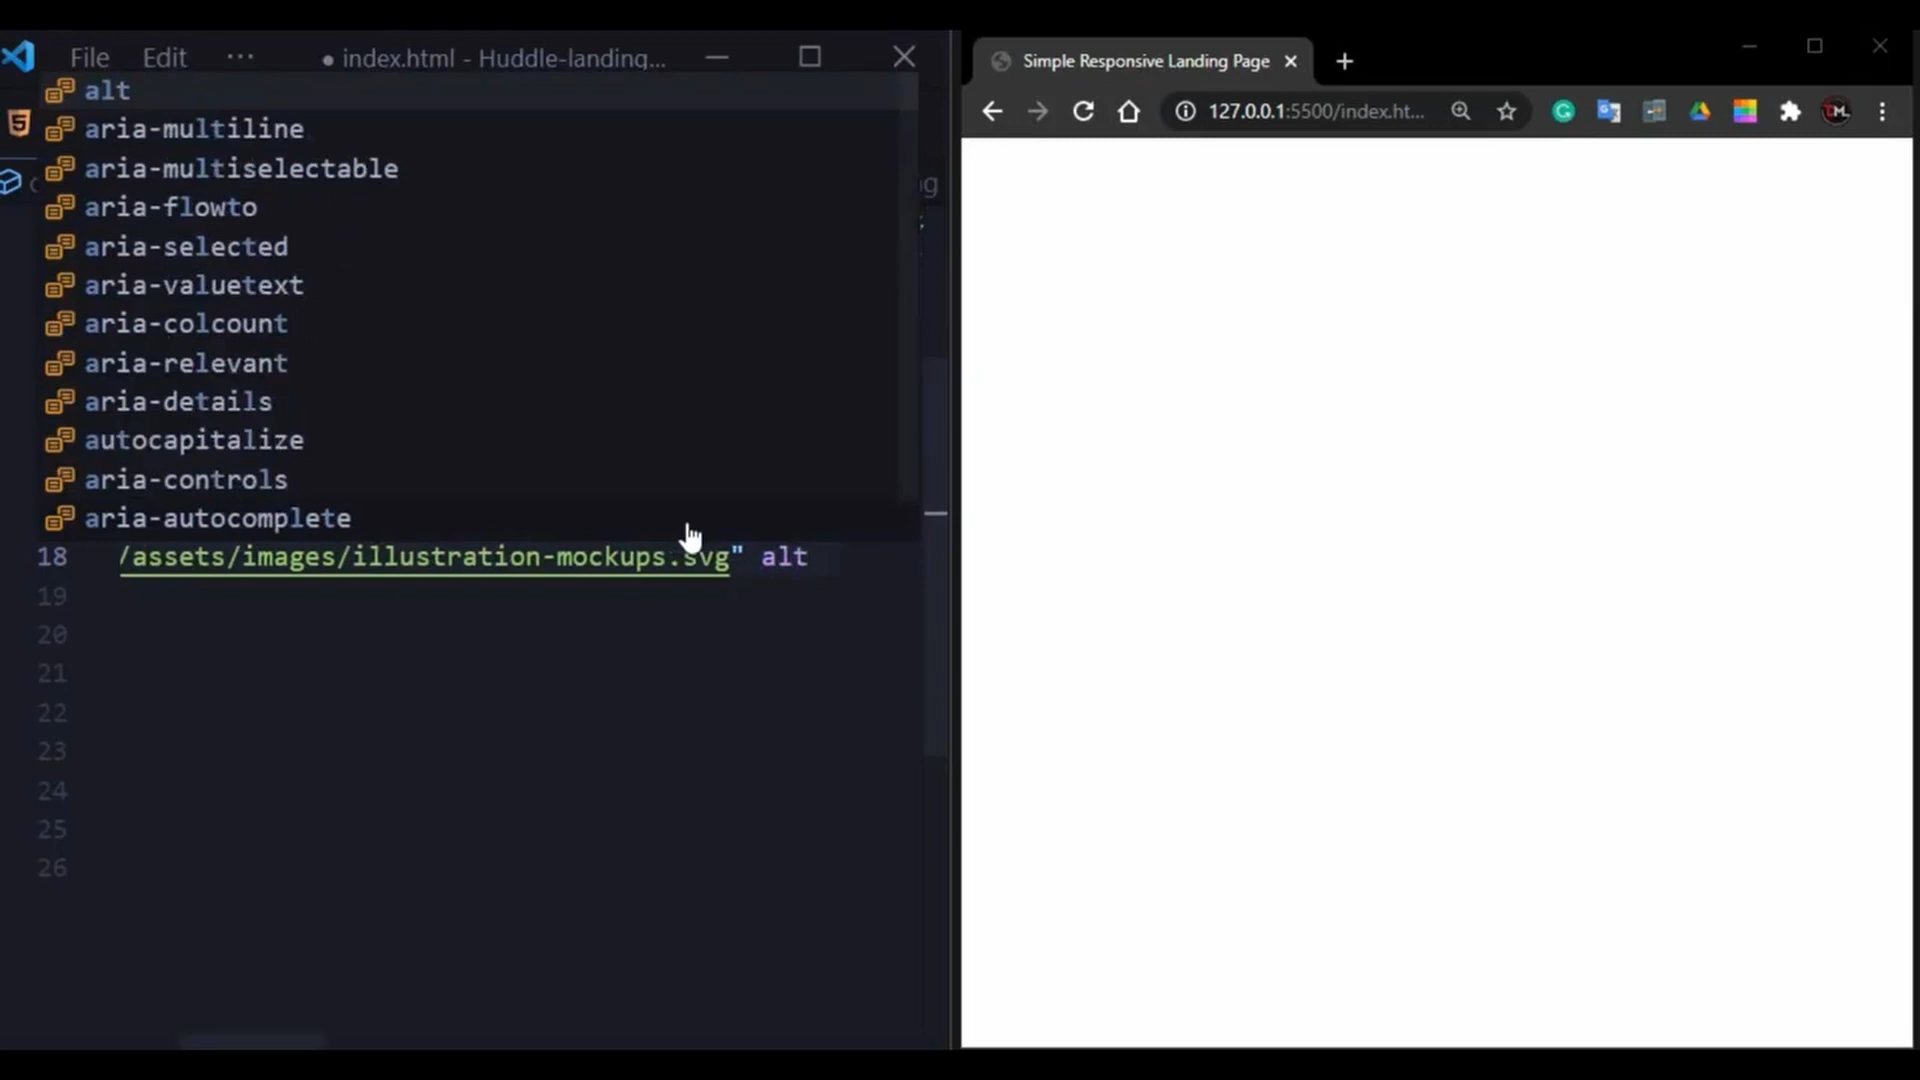 File Edit ··· ● index.html - Huddle-landing...
alt
aria-multiline
aria-multiselectable
aria-flowto
aria-selected
aria-valuetext
aria-colcount
aria-relevant
aria-details
autocapitalize
aria-controls
aria-autocomplete
18 /assets/images/illustration-mockups.svg" alt
19
20
21
22
23
24
25
26
Simple Responsive Landing Page
127.0.0.1:5500/index.ht...